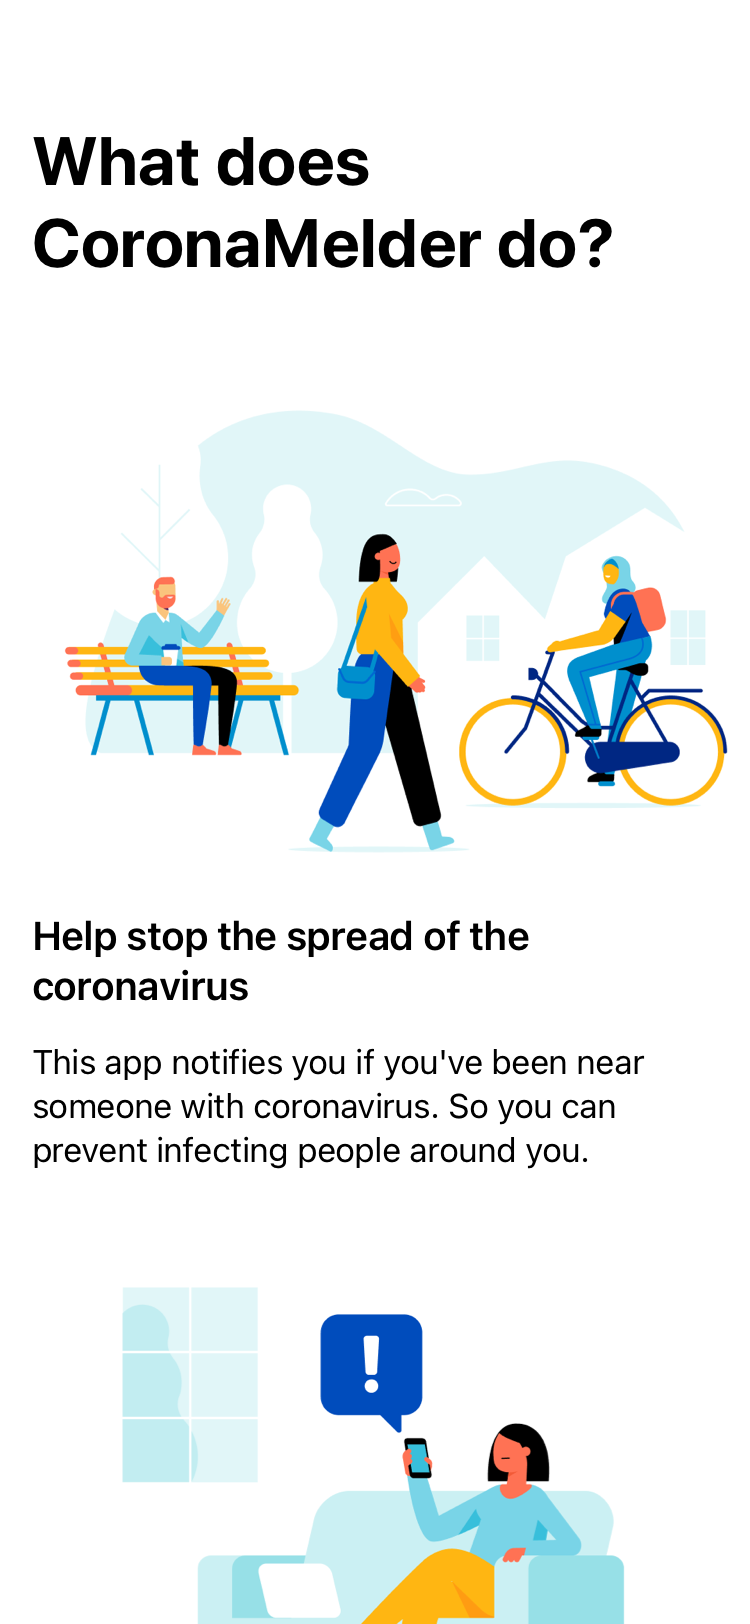 What does
CoronaMelder do?
Help stop the spread of the
coronavirus
This app notifies you if you've been near
someone with coronavirus. So you can
prevent infecting people around you.
!